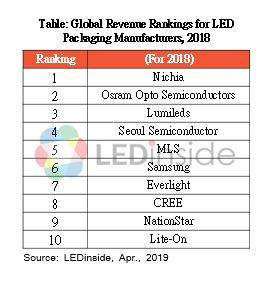 Table: Global Revenue Rankings for LED
Packaging Manufacturers, 2018
Ranking (For 2018)
1 Nichia
2 Osram Opto Semiconductors
3 Lumileds
4 Seoul Semiconductor
LEDinside
5 MLS
6 Samsung
7 Everlight
8 CREE
9 NationStar
10 Lite-On
Source: LEDinside, Apr., 2019